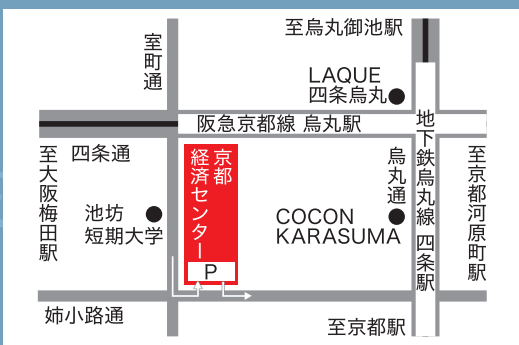 至烏丸御池駅
室町通
LAQUE
四条烏丸
阪急京都線 烏丸駅
地下鉄烏丸線 四条駅
四条通
至大阪梅田駅
京都
経済センター
烏丸通
至京都河原町駅
池坊
短期大学
COCON
KARASUMA
P
姉小路通
至京都駅